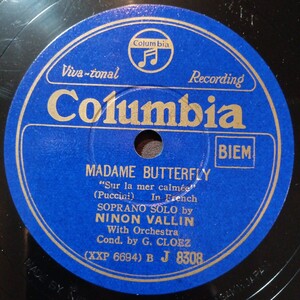 Columbia
Viva-tonal Recording
Columbia
BIEM
MADAME BUTTERFLY
"Sur la mer calmée"
(Puccini) In French
SOPRANO SOLO by
NINON VALLIN
With Orchestra
Cond. by G. CLOEZ
(XXP 6694) B J 8308